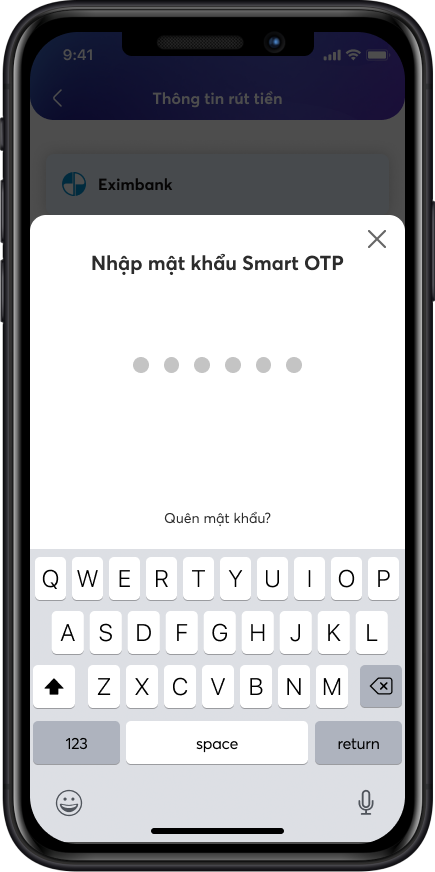 9:41
Thông tin rút tiền
Eximbank
Nhập mật khẩu Smart OTP
Quên mật khẩu?
Q W E R T Y U I O P
A S D F G H J K L
Z X C V B N M
123 space return